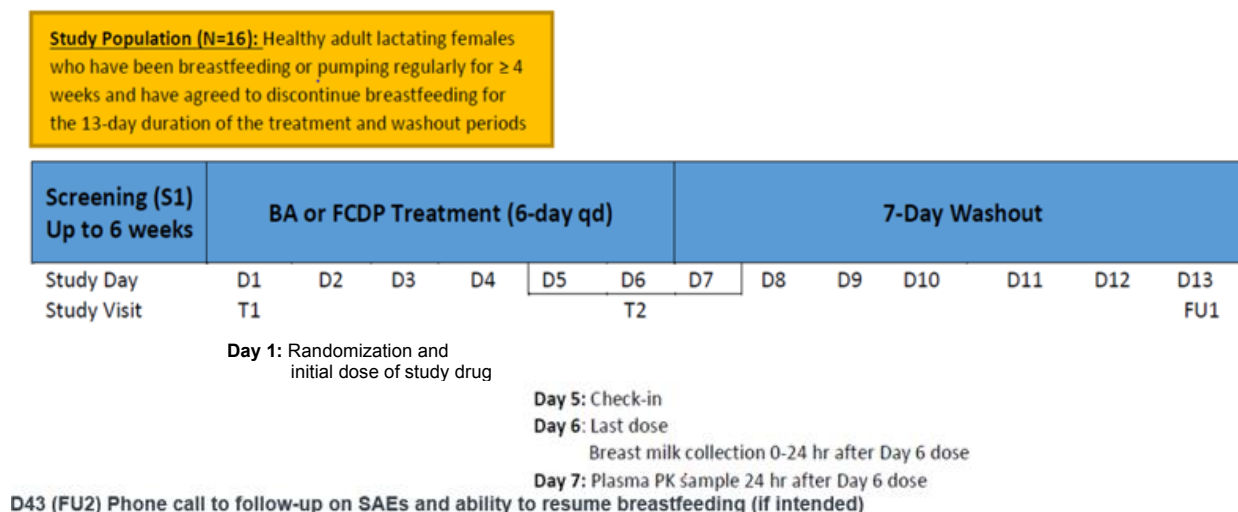 Study Population (N=16): Healthy adult lactating females
who have been breastfeeding or pumping regularly for ≥ 4
weeks and have agreed to discontinue breastfeeding for
the 13-day duration of the treatment and washout periods
Screening (S1)
Up to 6 weeks
BA or FCDP Treatment (6-day qd)
7-Day Washout
Study Day D1 D2 D3 D4 D5 D6 D7 D8 D9 D10 D11 D12 D13
Study Visit T1 T2 FU1
Day 1: Randomization and
initial dose of study drug
Day 5: Check-in
Day 6: Last dose
Breast milk collection 0-24 hr after Day 6 dose
Day 7: Plasma PK sample 24 hr after Day 6 dose
D43 (FU2) Phone call to follow-up on SAEs and ability to resume breastfeeding (if intended)